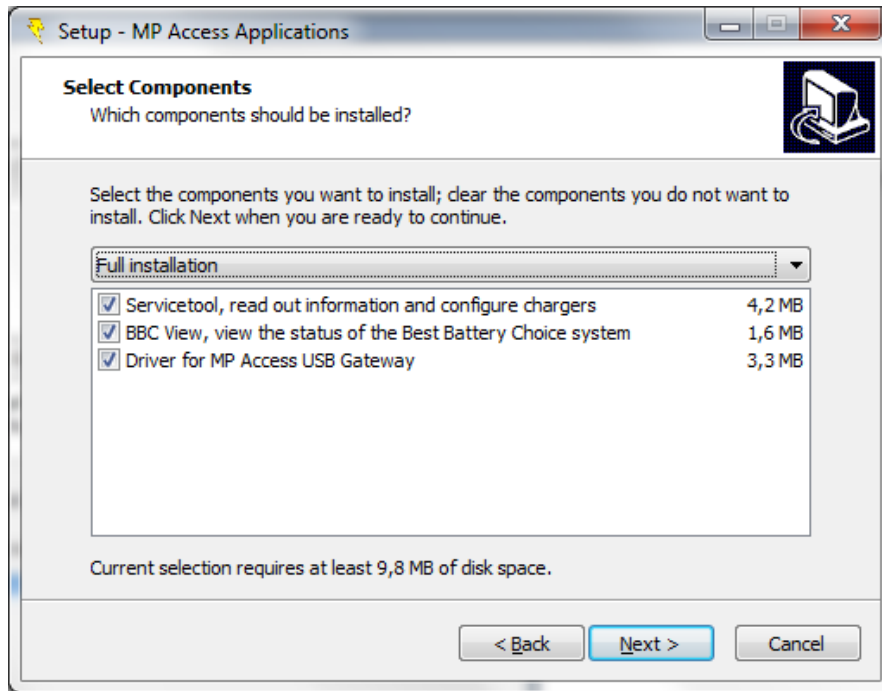 Setup - MP Access Applications
Select Components
Which components should be installed?
Select the components you want to install; clear the components you do not want to
install. Click Next when you are ready to continue.
Full installation
Servicetool, read out information and configure chargers 4,2 MB
BBC View, view the status of the Best Battery Choice system 1,6 MB
Driver for MP Access USB Gateway 3,3 MB
Current selection requires at least 9,8 MB of disk space.
< Back Next > Cancel